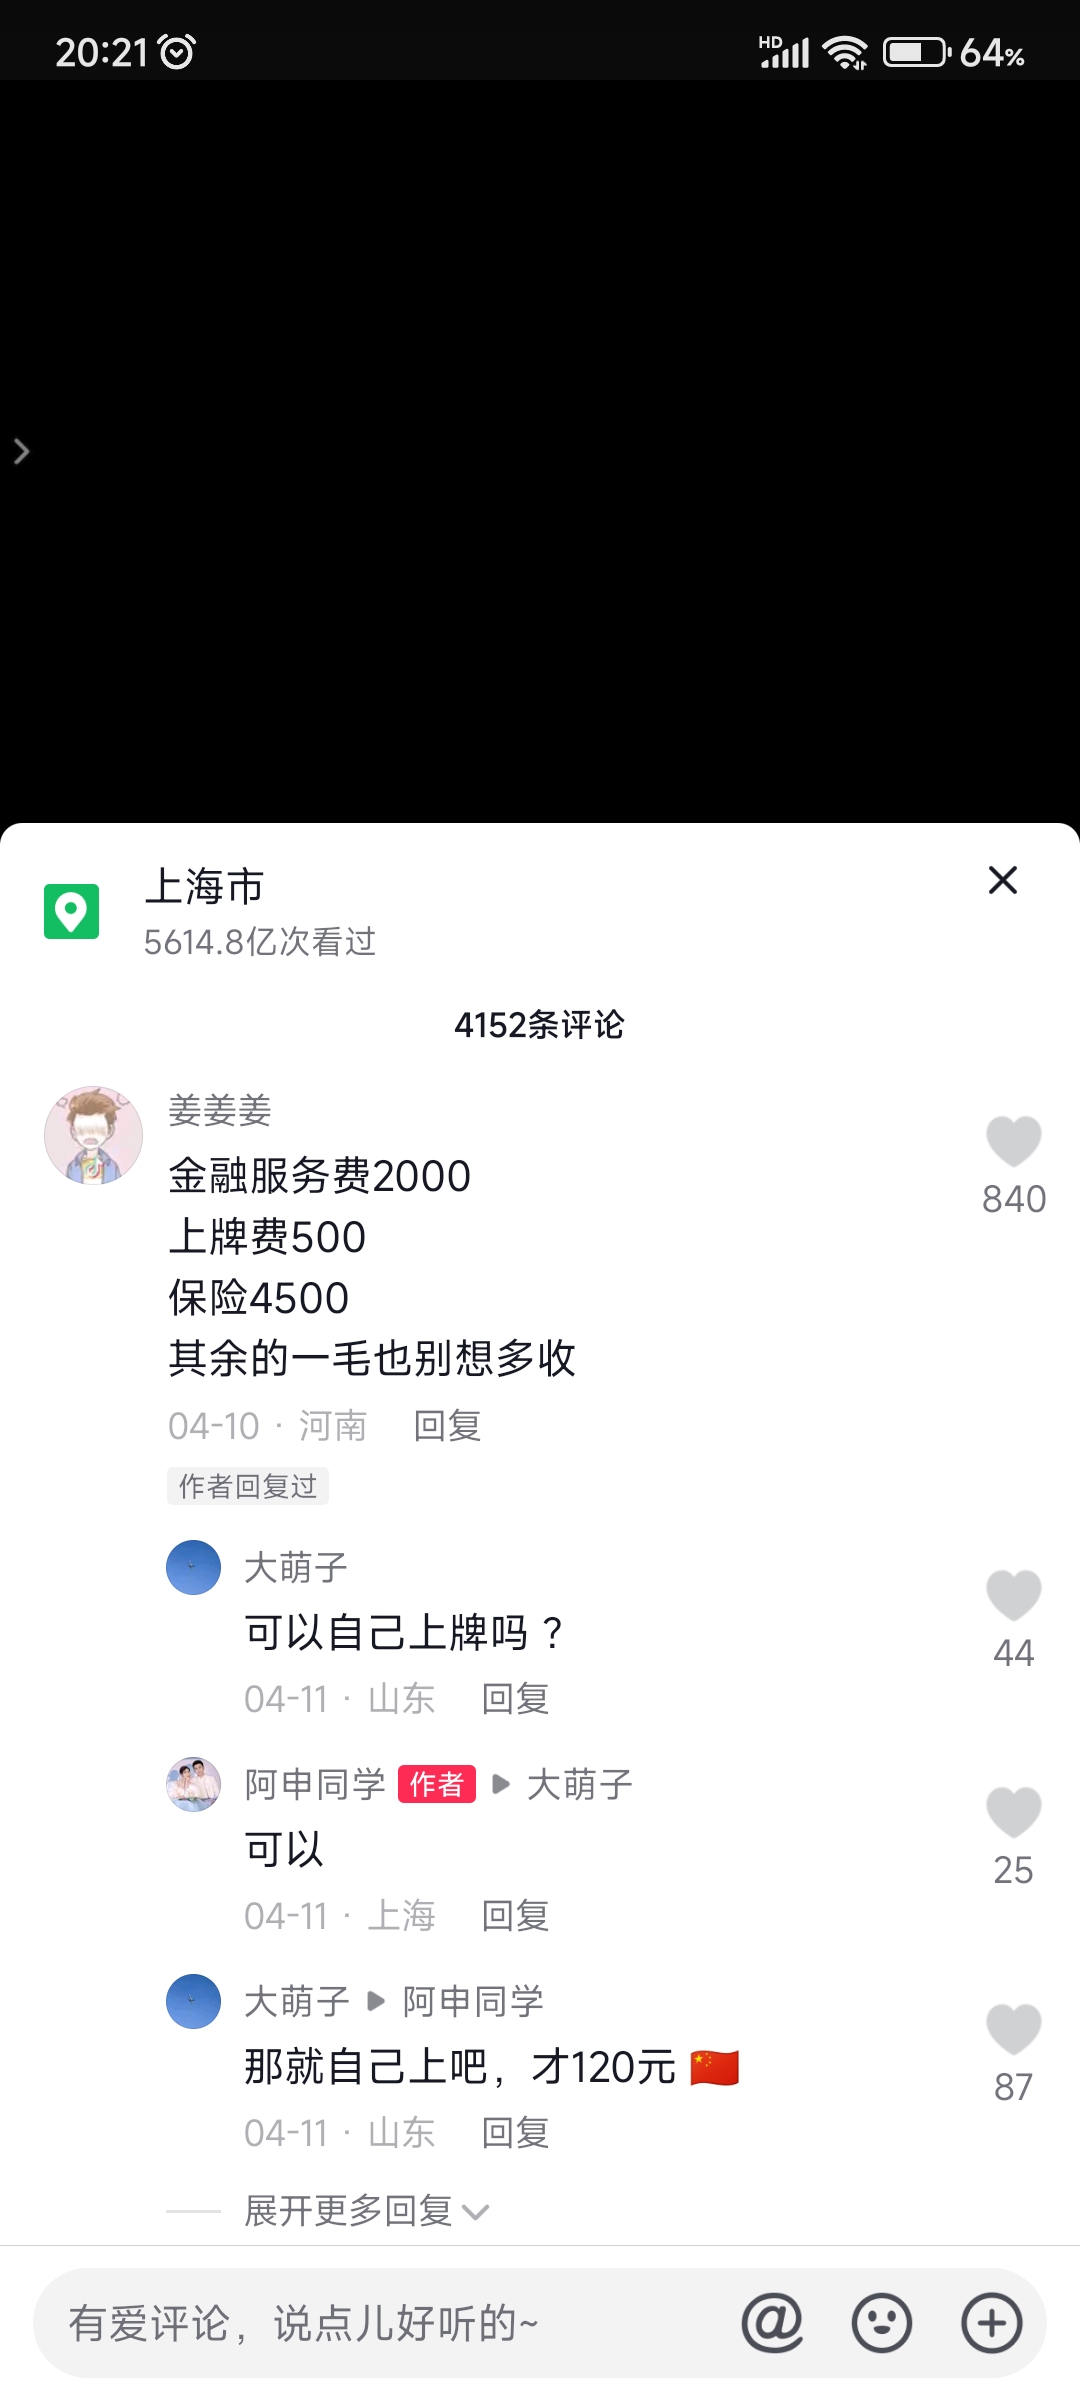 20:21
HD
64%
上海市
5614.8亿次看过
4152条评论
姜姜姜
金融服务费2000
上牌费500
保险4500
其余的一毛也别想多收
840
04-10 · 河南 回复
作者回复过
大萌子
可以自己上牌吗？
44
04-11 · 山东 回复
阿申同学 作者 ▶ 大萌子
可以
25
04-11 · 上海 回复
大萌子 ▶ 阿申同学
那就自己上吧，才120元 🇨🇳
87
04-11 · 山东 回复
展开更多回复
有爱评论，说点儿好听的~ @